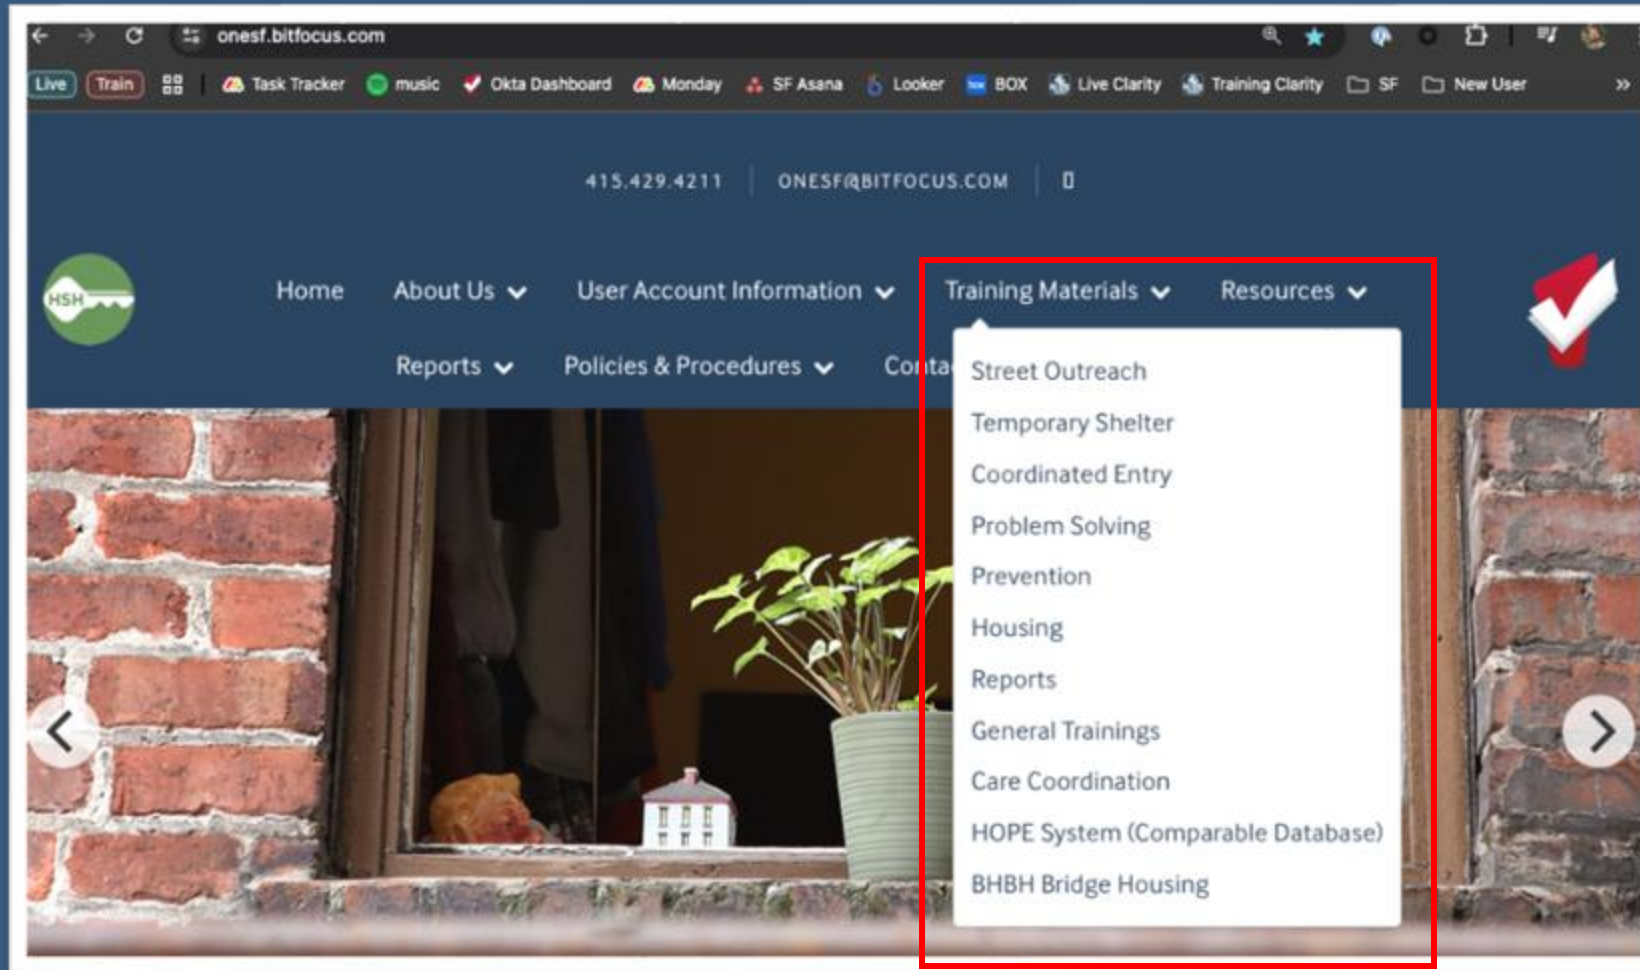 onesf.bitfocus.com
Live Train Task Tracker music Okta Dashboard Monday SF Asana Looker box BOX Live Clarity Training Clarity SF New User »
415.429.4211 ONESF@BITFOCUS.COM
HSH
Home About Us User Account Information Training Materials Resources
Reports Policies & Procedures Conta
Street Outreach
Temporary Shelter
Coordinated Entry
Problem Solving
Prevention
Housing
Reports
General Trainings
Care Coordination
HOPE System (Comparable Database)
BHBH Bridge Housing